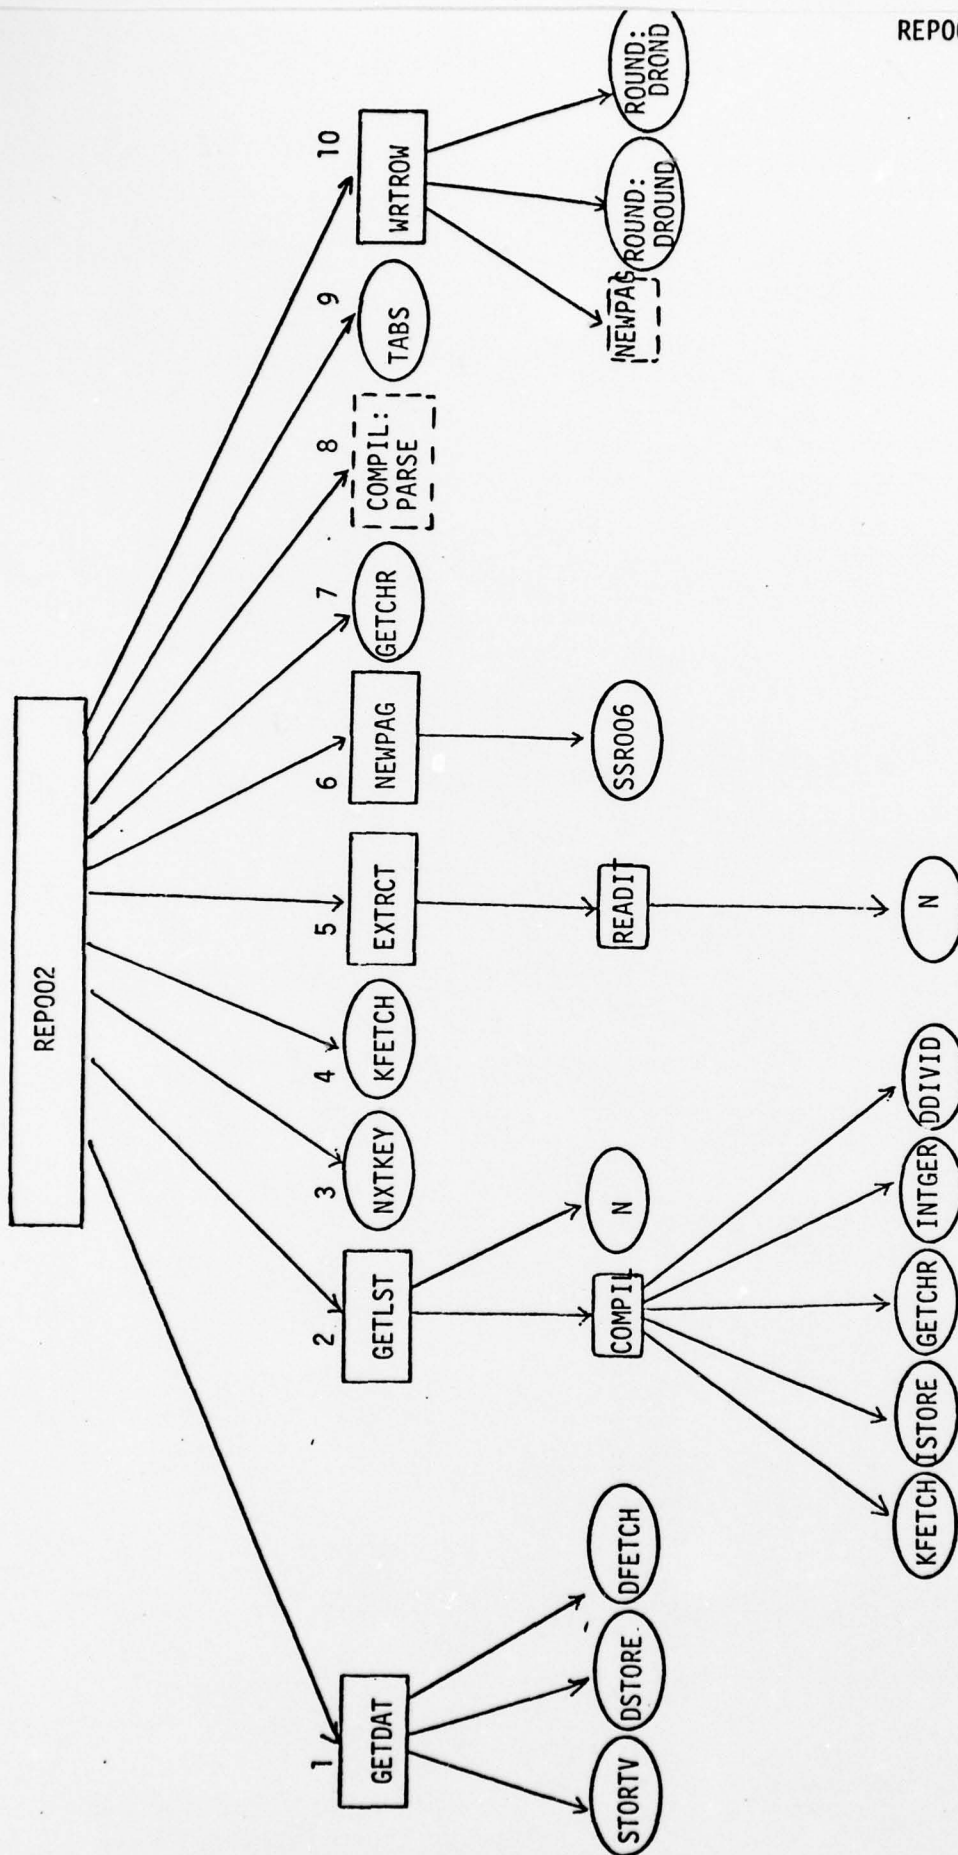 REP00
REP002
1
GETDAT
2
GETLST
3
NXTKEY
4
KFETCH
5
EXTRCT
6
NEWPAG
7
GETCHR
8
COMPIL:
PARSE
9
TABS
10
WRTROW
STORTV
DSTORE
DFETCH
COMPIL
N
READIT
SSR006
NEWPAG
ROUND:
DROUND
ROUND:
DROND
KFETCH
ISTORE
GETCHR
INTGER
DDIVID
N